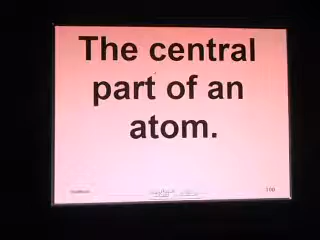 The central
part of an
atom.
100